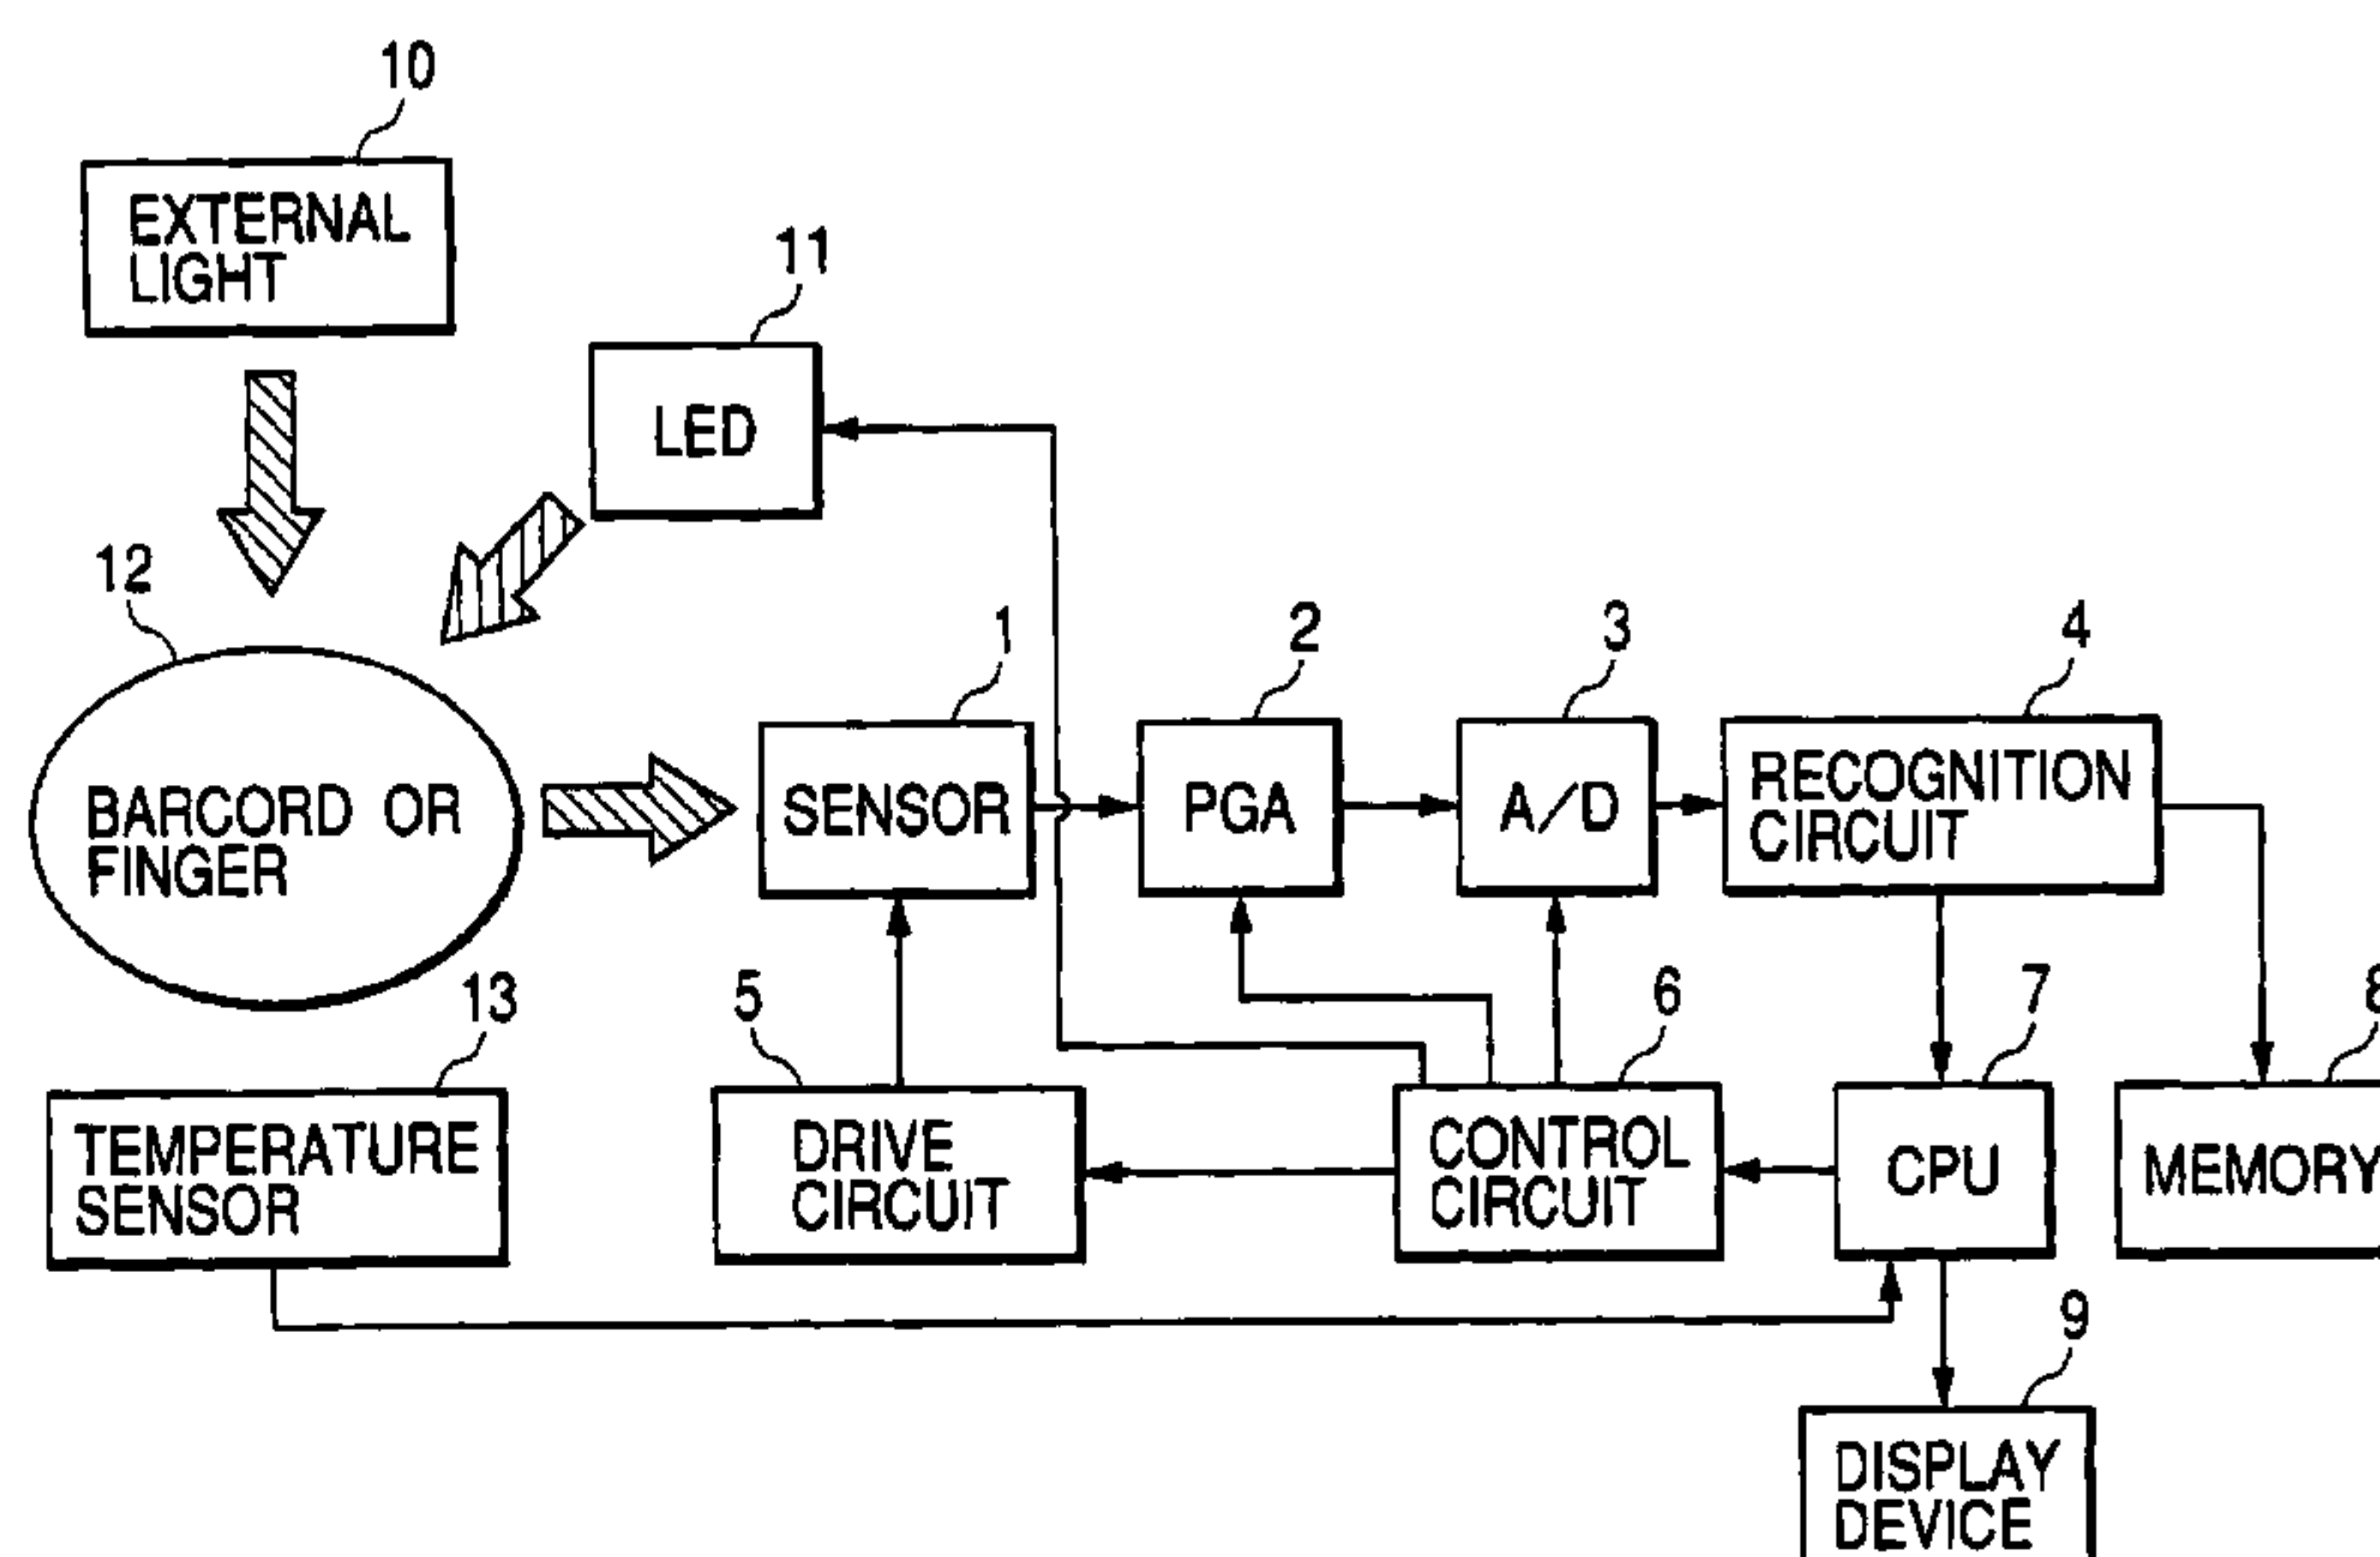 10
EXTERNAL
LIGHT
11
LED
12
BARCORD OR
FINGER
1
SENSOR
2
PGA
3
A/D
4
RECOGNITION
CIRCUIT
13
TEMPERATURE
SENSOR
5
DRIVE
CIRCUIT
6
CONTROL
CIRCUIT
7
CPU
8
MEMORY
9
DISPLAY
DEVICE